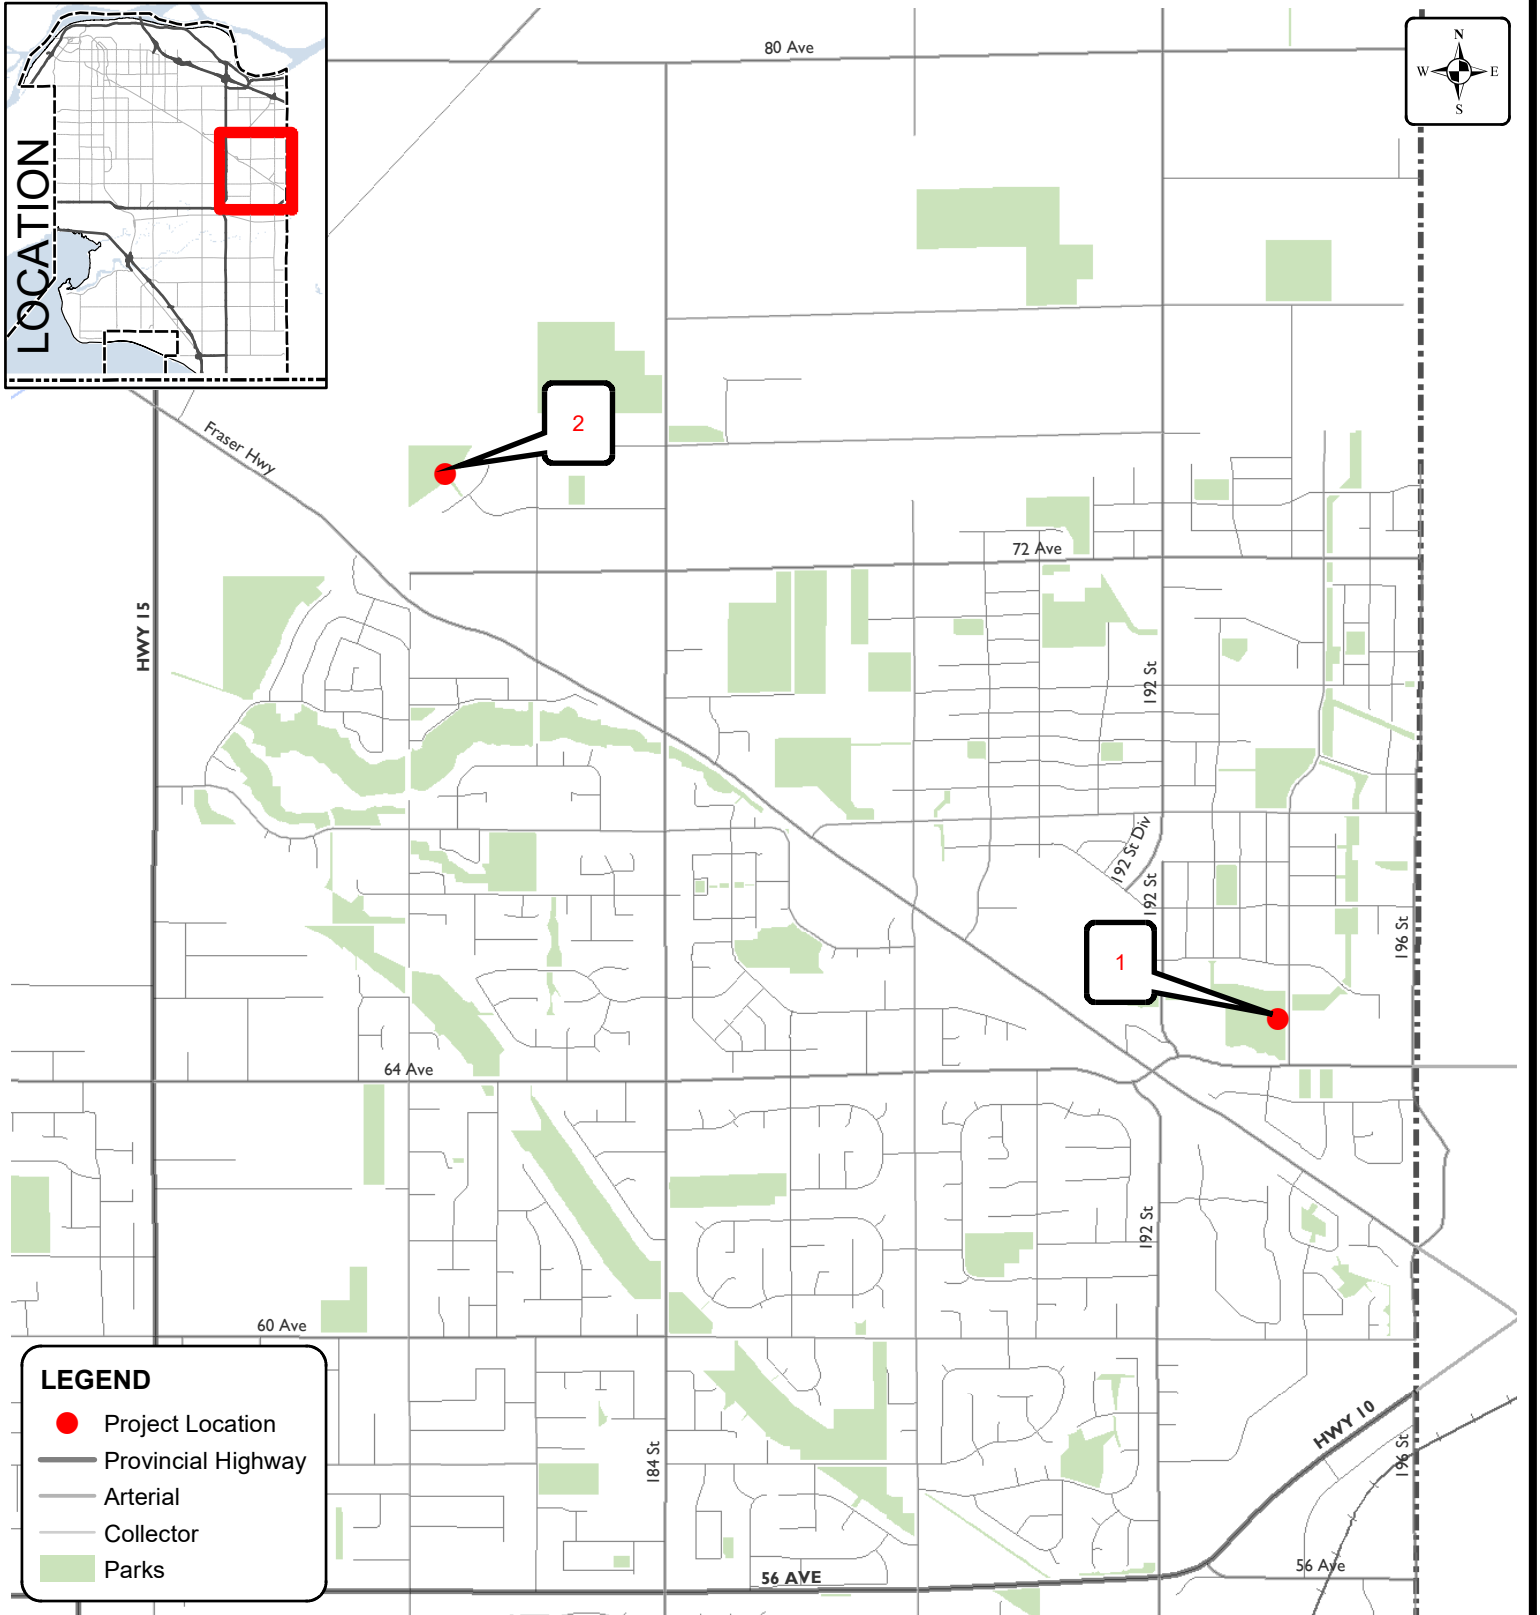 80 Ave
N
W E
S
LOCATION
2
Fraser Hwy
72 Ave
HWY 15
192 St
192 St Div
192 St
196 St
1
64 Ave
192 St
60 Ave
LEGEND
Project Location
Provincial Highway
Arterial
Collector
Parks
184 St
HWY 10
196 St
56 AVE
56 Ave